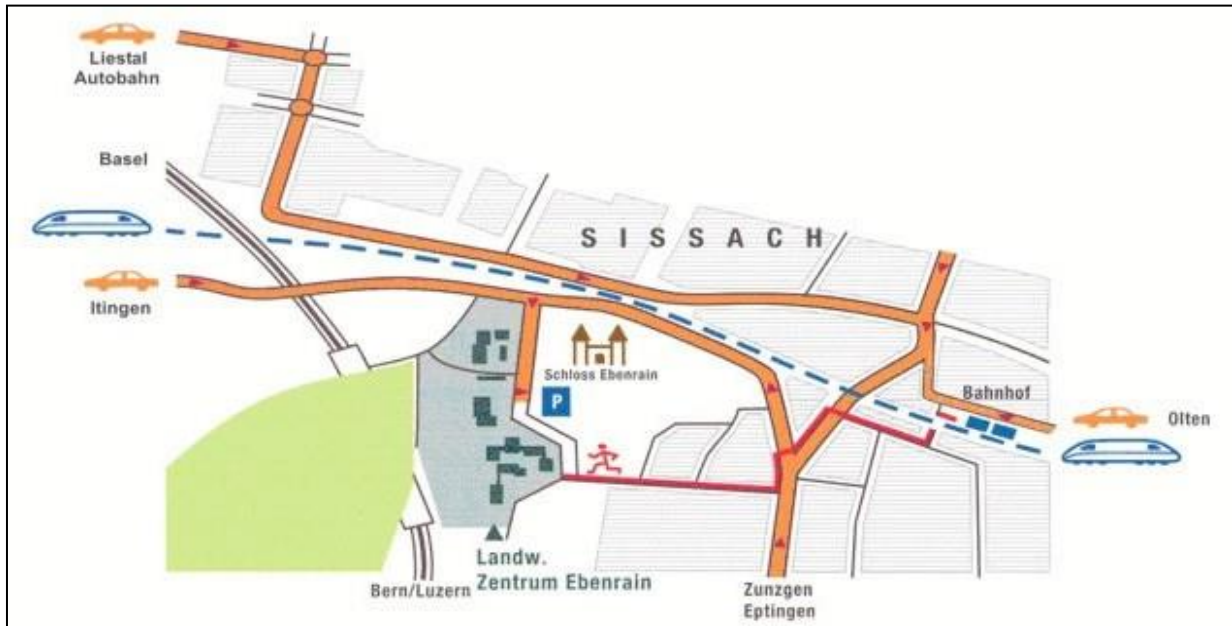 Liestal
Autobahn
Basel
SISSACH
Itingen
Schloss Ebenrain
P
Bahnhof
Olten
Landw.
Zentrum Ebenrain
Bern/Luzern
Zunzgen
Eptingen